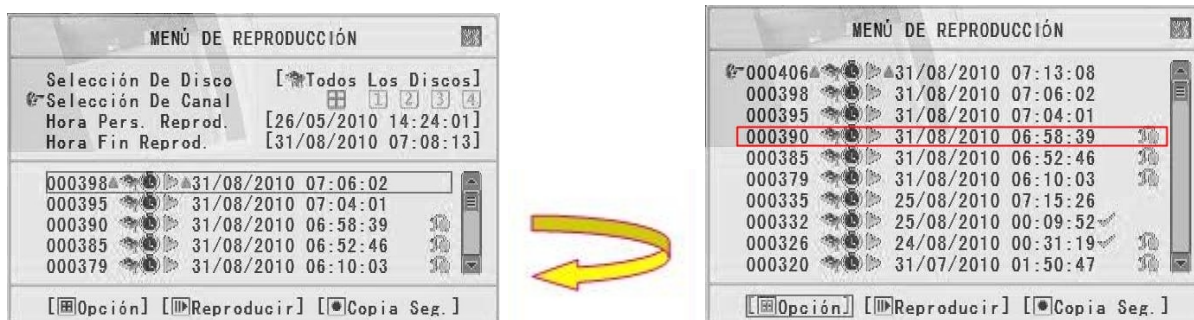 MENÙ DE REPRODUCCIÓN
Selección De Disco [Todos Los Discos]
Selección De Canal 1 2 3 4
Hora Pers. Reprod. [26/05/2010 14:24:01]
Hora Fin Reprod. [31/08/2010 07:08:13]
000398 31/08/2010 07:06:02
000395 31/08/2010 07:04:01
000390 31/08/2010 06:58:39
000385 31/08/2010 06:52:46
000379 31/08/2010 06:10:03
[Opción] [Reproducir] [Copia Seg.]
MENÙ DE REPRODUCCIÓN
000406 31/08/2010 07:13:08
000398 31/08/2010 07:06:02
000395 31/08/2010 07:04:01
000390 31/08/2010 06:58:39
000385 31/08/2010 06:52:46
000379 31/08/2010 06:10:03
000335 25/08/2010 07:15:26
000332 25/08/2010 00:09:52
000326 24/08/2010 00:31:19
000320 31/07/2010 01:50:47
[Opción] [Reproducir] [Copia Seg.]